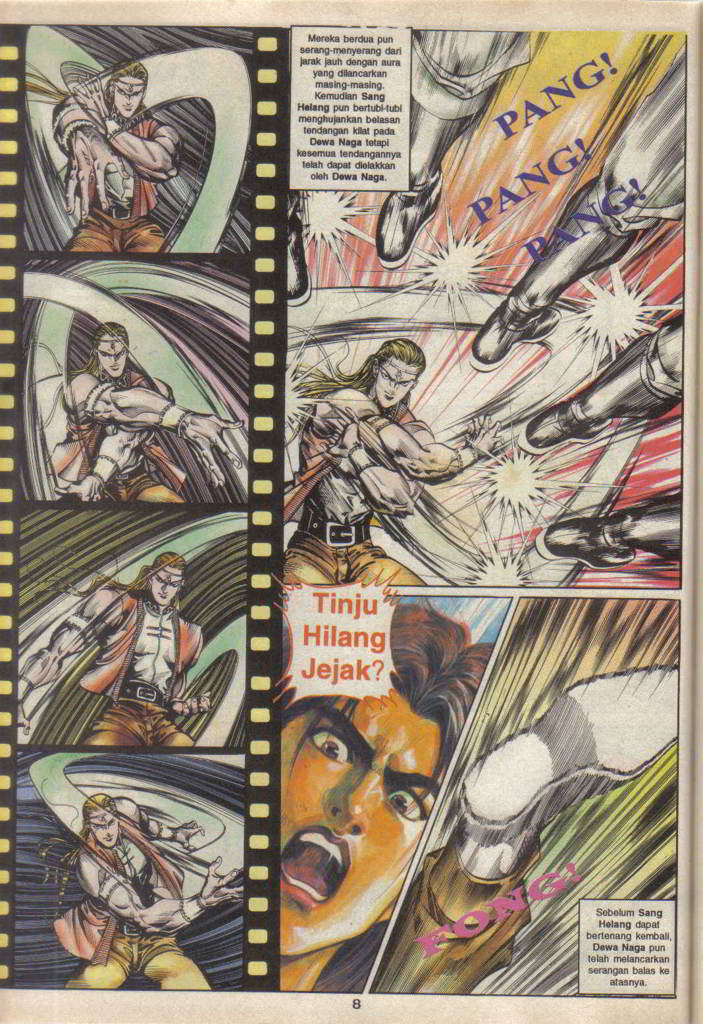 Mereka berdua pun
serang-menyerang dari
jarak jauh dengan aura
yang dilancarkan
masing-masing.
Kemudian Sang
Helang pun bertubi-tubi
menghujankan belasan
tendangan kilat pada
Dewa Naga tetapi
kesemua tendangannya
telah dapat dielakkan
oleh Dewa Naga.
PANG!
PANG!
PANG!
Tinju
Hilang
Jejak?
FONG!
Sebelum Sang
Helang dapat
bertenang kembali,
Dewa Naga pun
telah melancarkan
serangan balas ke
atasnya.
8